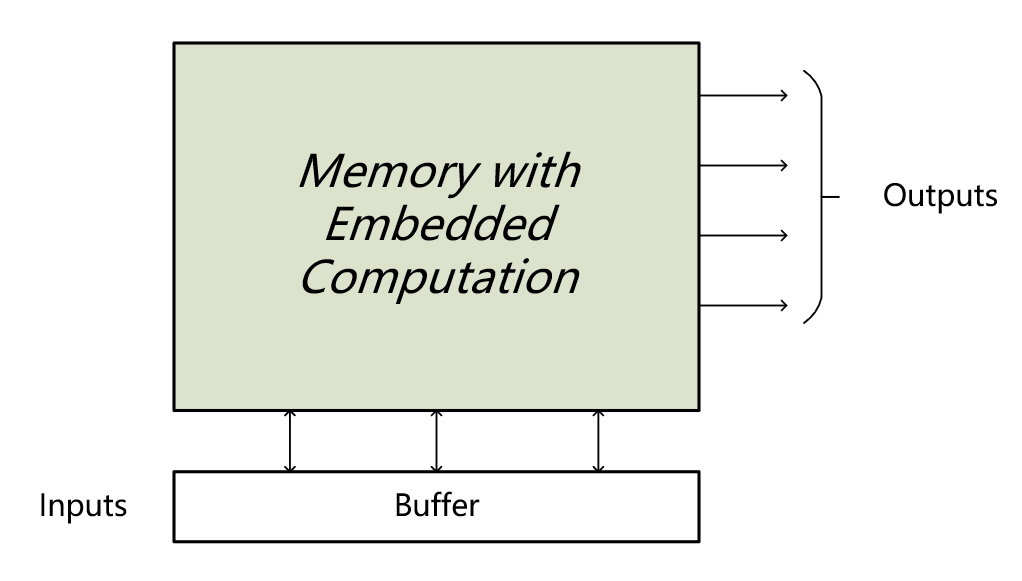 Memory with
Embedded
Computation
Outputs
Inputs
Buffer